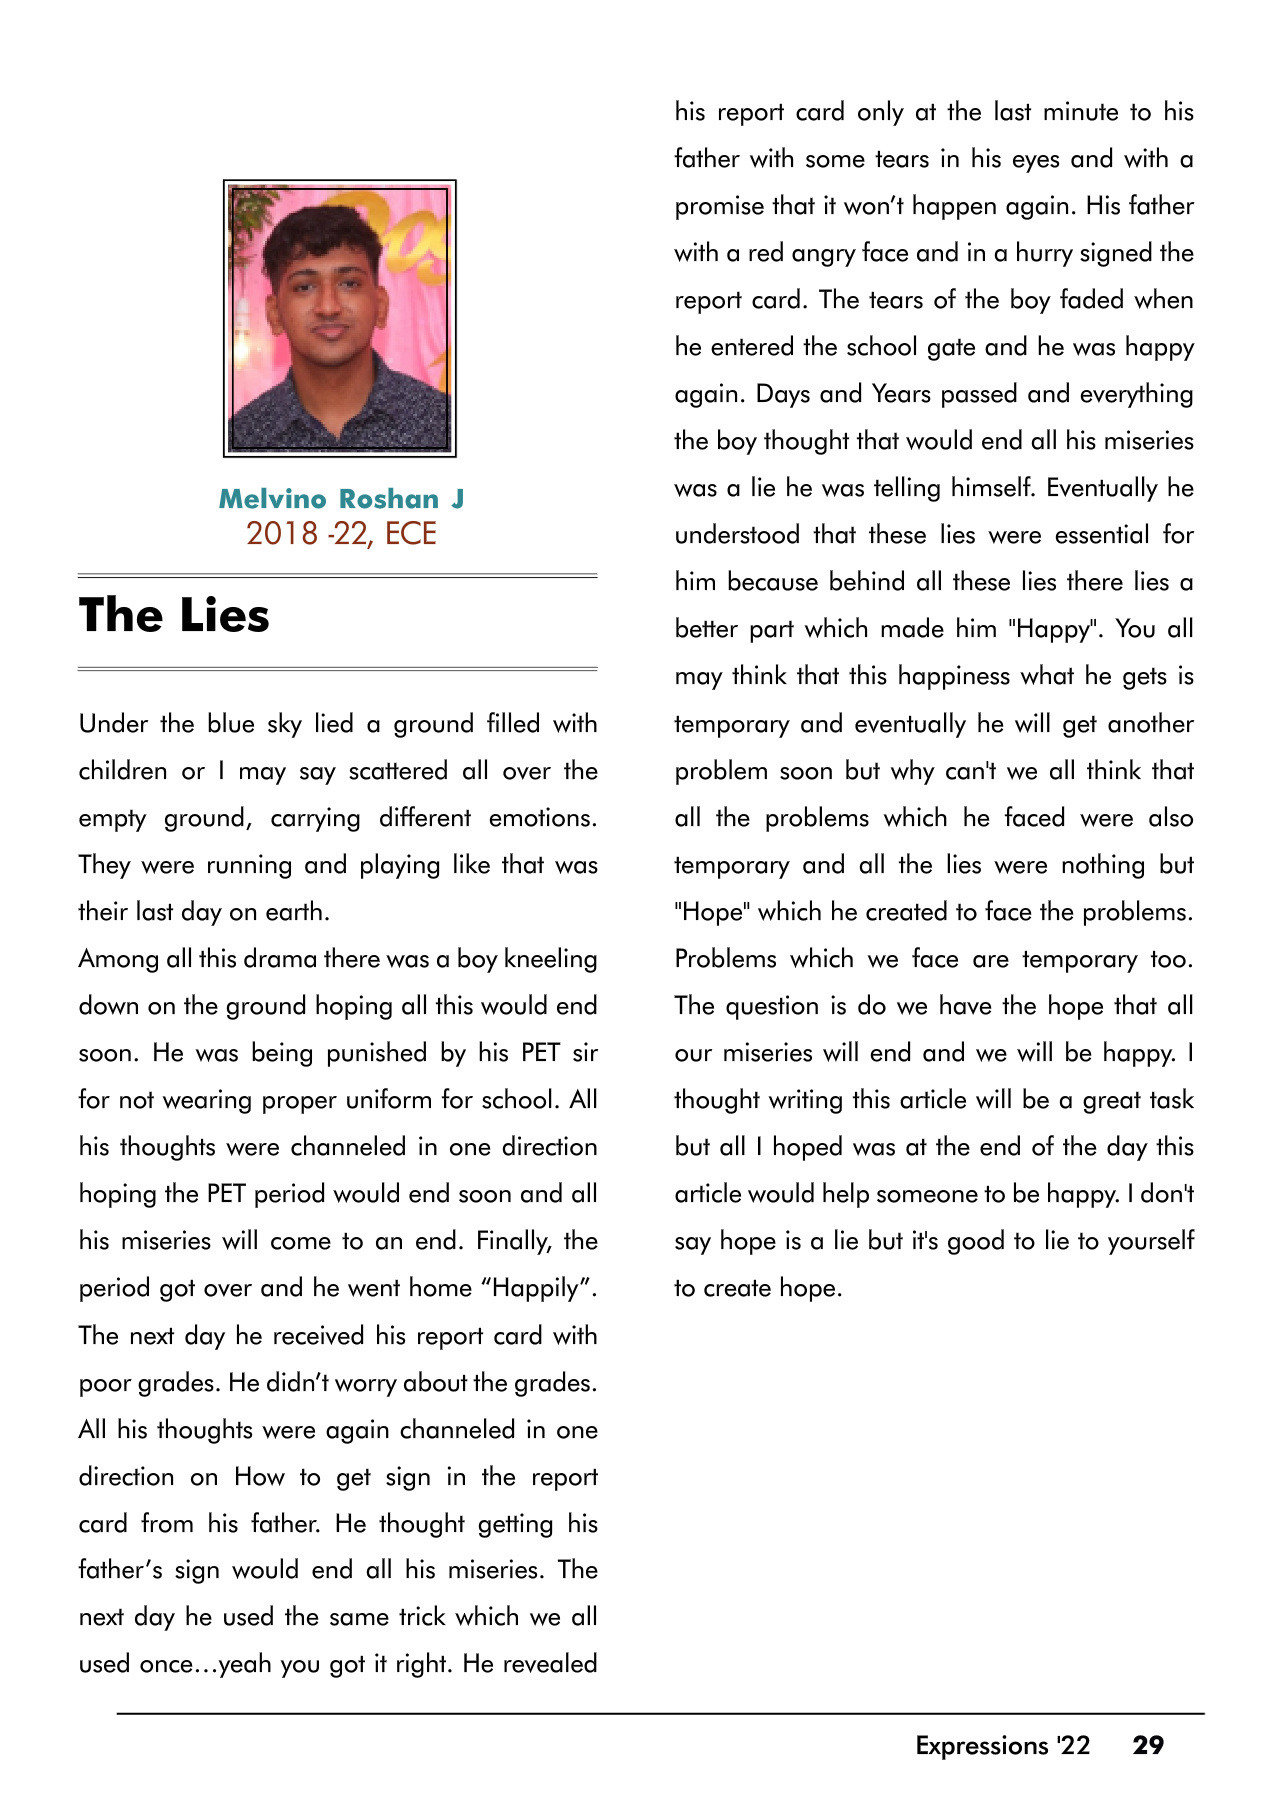 Melvino Roshan J
2018 -22, ECE
The Lies
Under the blue sky lied a ground filled with
children or I may say scattered all over the
empty ground, carrying different emotions.
They were running and playing like that was
their last day on earth.
Among all this drama there was a boy kneeling
down on the ground hoping all this would end
soon. He was being punished by his PET sir
for not wearing proper uniform for school. All
his thoughts were channeled in one direction
hoping the PET period would end soon and all
his miseries will come to an end. Finally, the
period got over and he went home “Happily”.
The next day he received his report card with
poor grades. He didn’t worry about the grades.
All his thoughts were again channeled in one
direction on How to get sign in the report
card from his father. He thought getting his
father’s sign would end all his miseries. The
next day he used the same trick which we all
used once…yeah you got it right. He revealed
his report card only at the last minute to his
father with some tears in his eyes and with a
promise that it won’t happen again. His father
with a red angry face and in a hurry signed the
report card. The tears of the boy faded when
he entered the school gate and he was happy
again. Days and Years passed and everything
the boy thought that would end all his miseries
was a lie he was telling himself. Eventually he
understood that these lies were essential for
him because behind all these lies there lies a
better part which made him "Happy". You all
may think that this happiness what he gets is
temporary and eventually he will get another
problem soon but why can't we all think that
all the problems which he faced were also
temporary and all the lies were nothing but
"Hope" which he created to face the problems.
Problems which we face are temporary too.
The question is do we have the hope that all
our miseries will end and we will be happy. I
thought writing this article will be a great task
but all I hoped was at the end of the day this
article would help someone to be happy. I don't
say hope is a lie but it's good to lie to yourself
to create hope.
Expressions '22 29